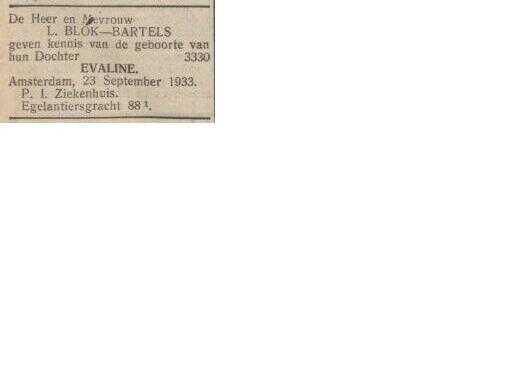 De Heer en Mevrouw
L. BLOK—BARTELS
geven kennis van de geboorte van
hun Dochter 3330
EVALINE.
Amsterdam, 23 September 1933.
P. I. Ziekenhuis.
Egelantiersgracht 88 ¹.